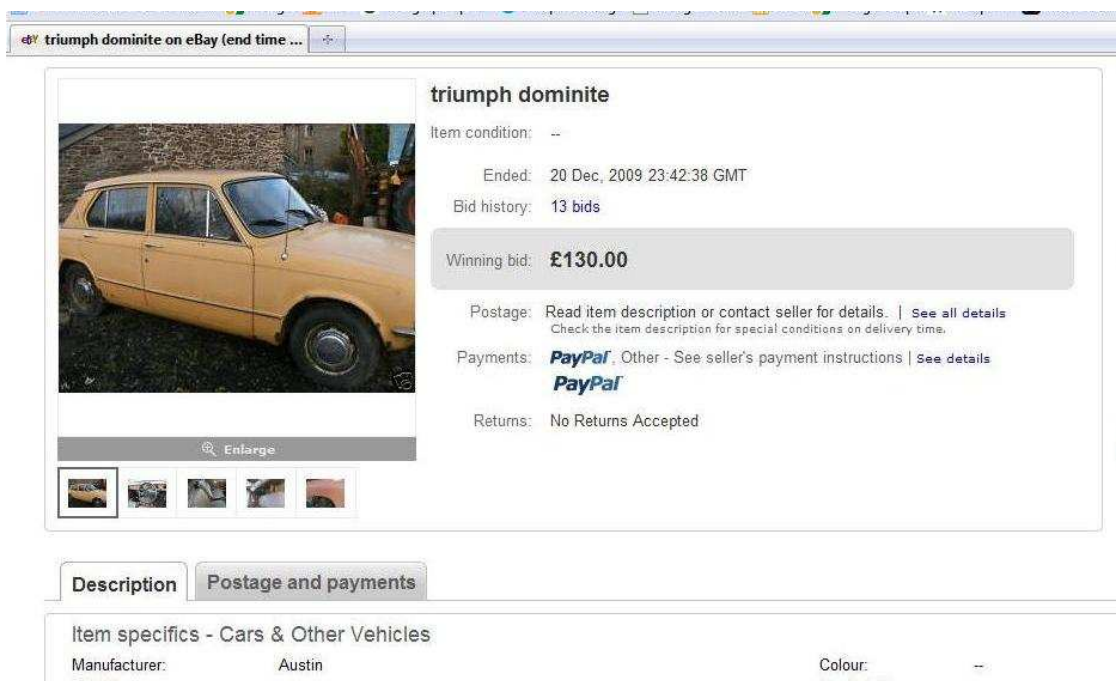 ebY triumph dominite on eBay (end time ...
triumph dominite
Item condition: --
Ended: 20 Dec, 2009 23:42:38 GMT
Bid history: 13 bids
Winning bid: £130.00
Postage: Read item description or contact seller for details. | See all details
Check the item description for special conditions on delivery time.
Payments: PayPal, Other - See seller's payment instructions | See details
PayPal
Returns: No Returns Accepted
Enlarge
Description Postage and payments
Item specifics - Cars & Other Vehicles
Manufacturer: Austin Colour: --